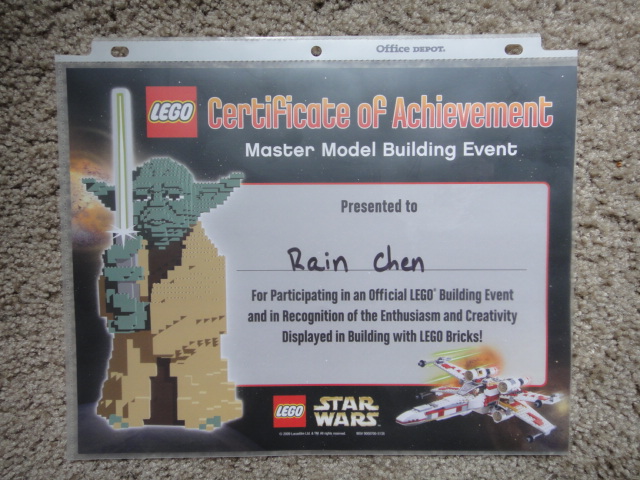 Office DEPOT.
LEGO Certificate of Achievement
Master Model Building Event
Presented to
Rain Chen
For Participating in an Official LEGO® Building Event
and in Recognition of the Enthusiasm and Creativity
Displayed in Building with LEGO Bricks!
LEGO STAR WARS™